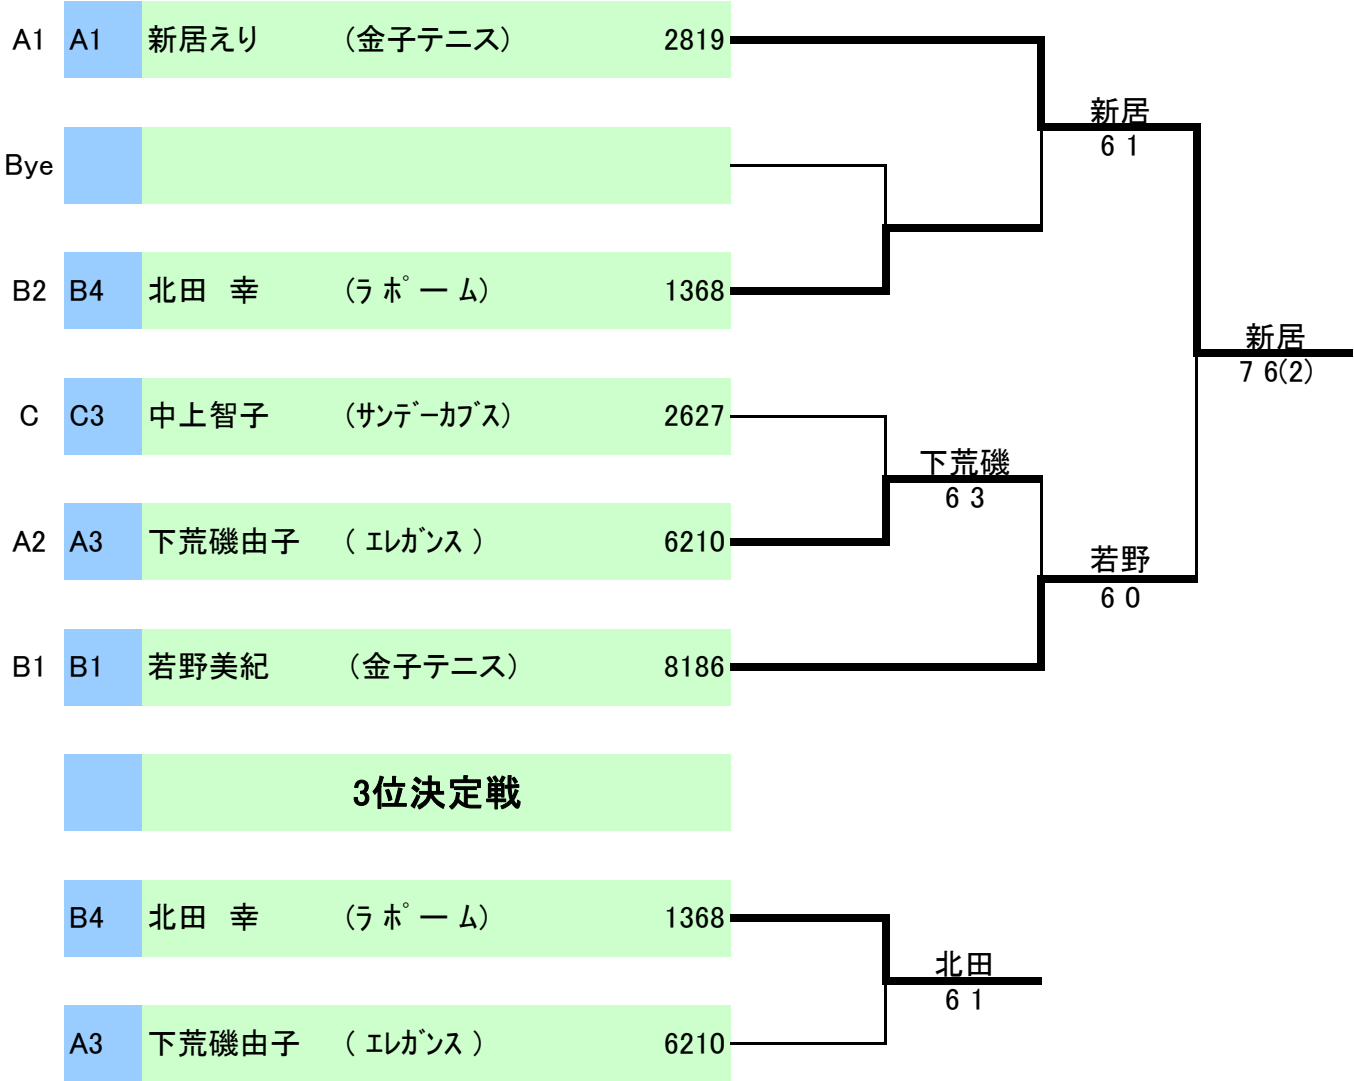 A1 A1 新居えり (金子テニス) 2819
新居
6 1
Bye
B2 B4 北田 幸 (ラ ポ ー ム) 1368
新居
7 6(2)
C C3 中上智子 (サンデーカブス) 2627
下荒磯
6 3
A2 A3 下荒磯由子 ( エレガンス ) 6210
若野
6 0
B1 B1 若野美紀 (金子テニス) 8186
3位決定戦
B4 北田 幸 (ラ ポ ー ム) 1368
北田
6 1
A3 下荒磯由子 ( エレガンス ) 6210